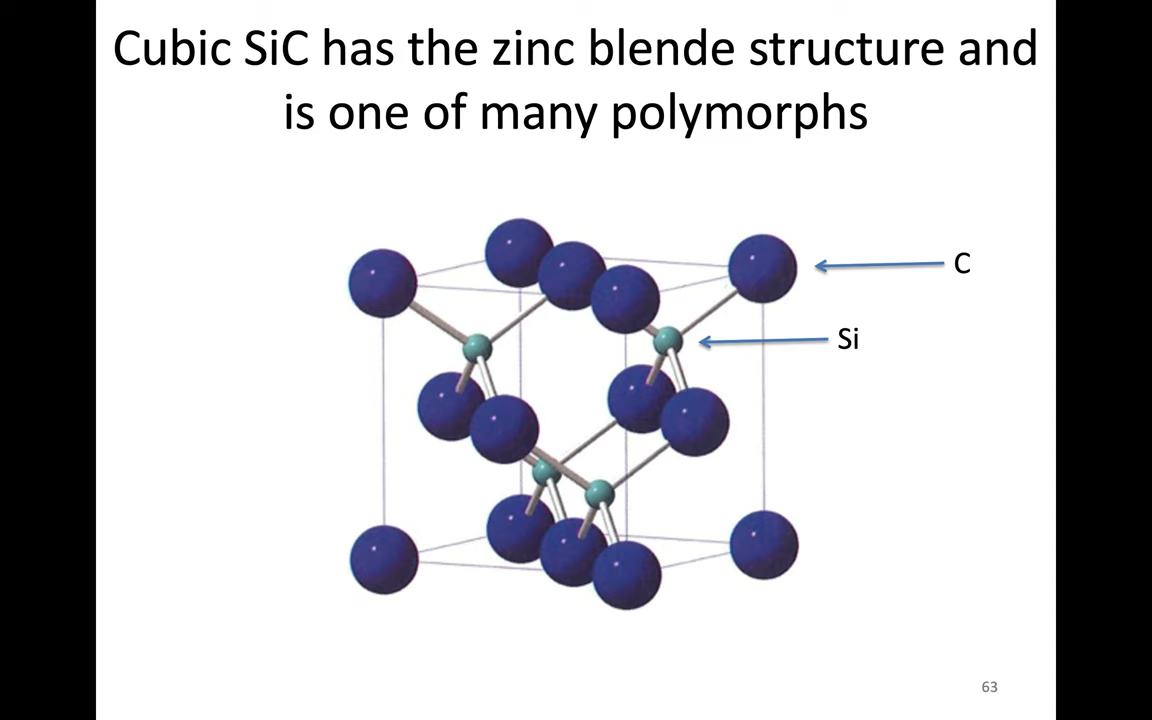 Cubic SiC has the zinc blende structure and
is one of many polymorphs
C
Si
63